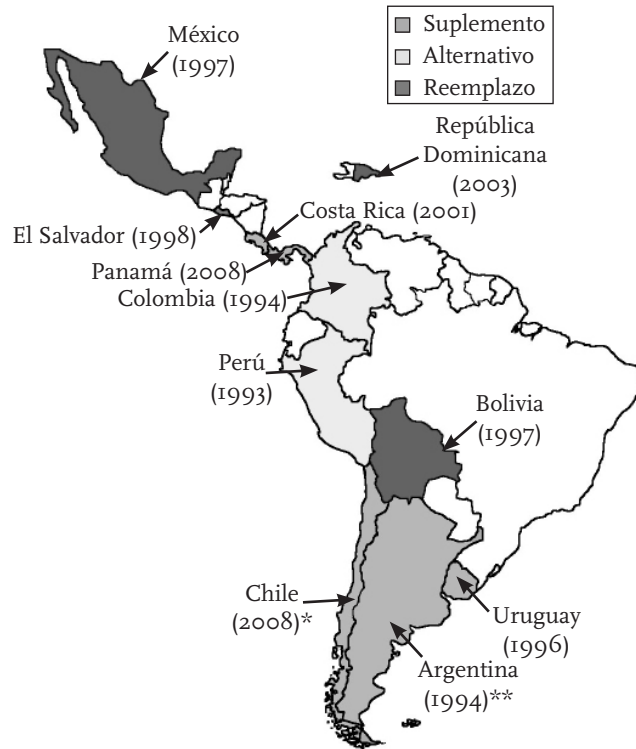 México
(1997)
Suplemento
Alternativo
Reemplazo
República
Dominicana
(2003)
Costa Rica (2001)
El Salvador (1998)
Panamá (2008)
Colombia (1994)
Perú
(1993)
Bolivia
(1997)
Chile
(2008)*
Uruguay
(1996)
Argentina
(1994)**